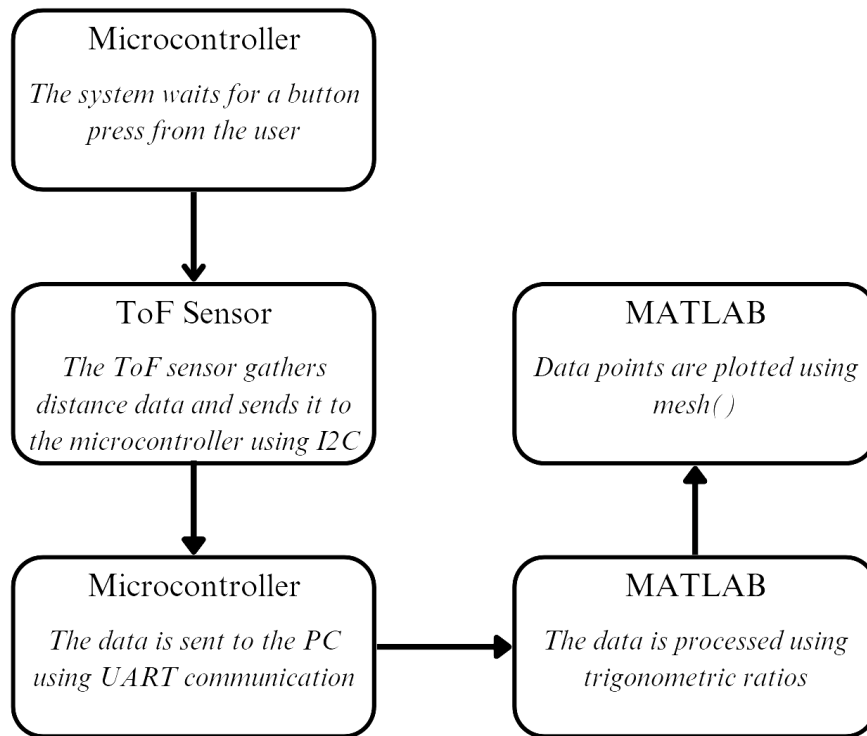 Microcontroller
The system waits for a button
press from the user
ToF Sensor
The ToF sensor gathers
distance data and sends it to
the microcontroller using I2C
Microcontroller
The data is sent to the PC
using UART communication
MATLAB
The data is processed using
trigonometric ratios
MATLAB
Data points are plotted using
mesh()